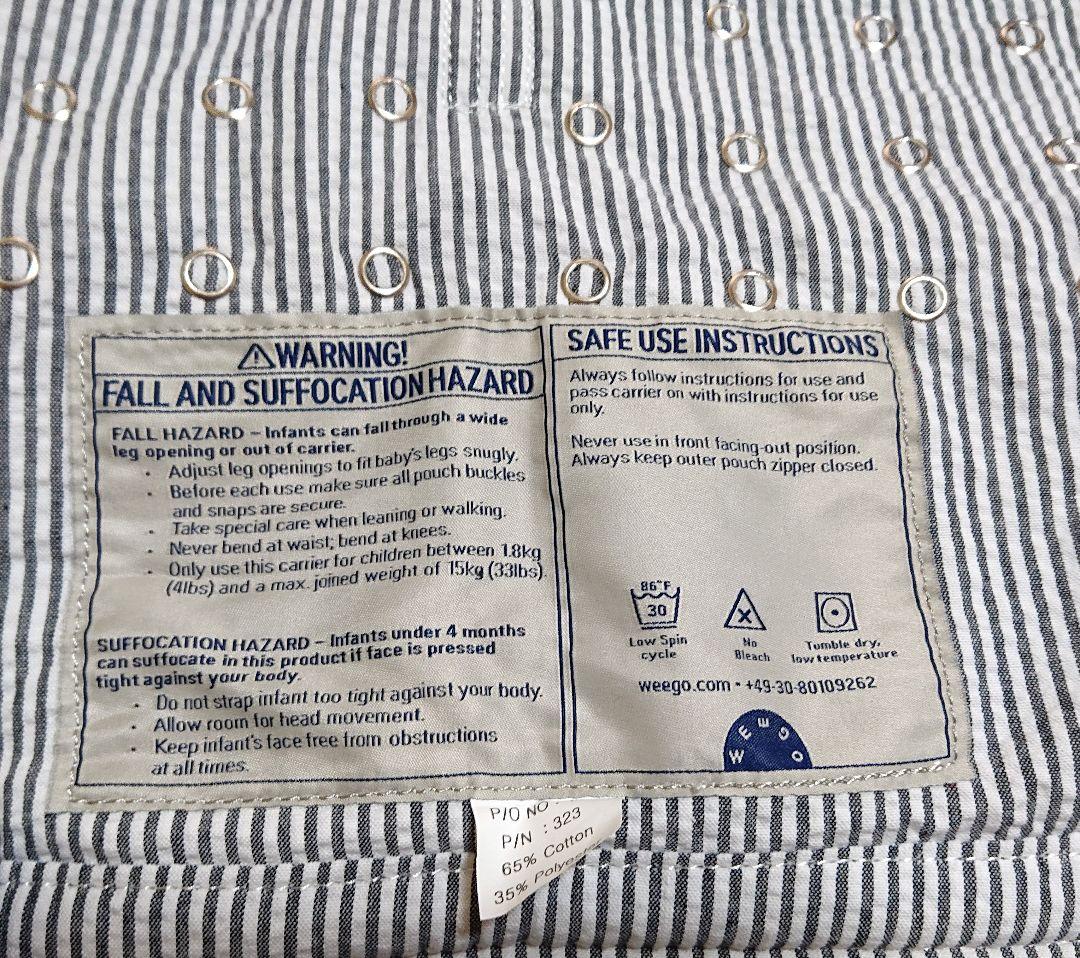 ⚠WARNING!
FALL AND SUFFOCATION HAZARD
FALL HAZARD – Infants can fall through a wide
leg opening or out of carrier.
· Adjust leg openings to fit baby's legs snugly.
· Before each use make sure all pouch buckles
and snaps are secure.
· Take special care when leaning or walking.
· Never bend at waist; bend at knees.
· Only use this carrier for children between 1.8kg
(4lbs) and a max. joined weight of 15kg (33lbs).
SUFFOCATION HAZARD – Infants under 4 months
can suffocate in this product if face is pressed
tight against your body.
· Do not strap infant too tight against your body.
· Allow room for head movement.
· Keep infant's face free from obstructions
at all times.
SAFE USE INSTRUCTIONS
Always follow instructions for use and
pass carrier on with instructions for use
only.
Never use in front facing-out position.
Always keep outer pouch zipper closed.
86°F
30
Low Spin
cycle
No
Bleach
Tumble dry,
low temperature
weego.com • +49-30-80109262
WEEGO
P/O NO
P/N : 323
65% Cotton
35%